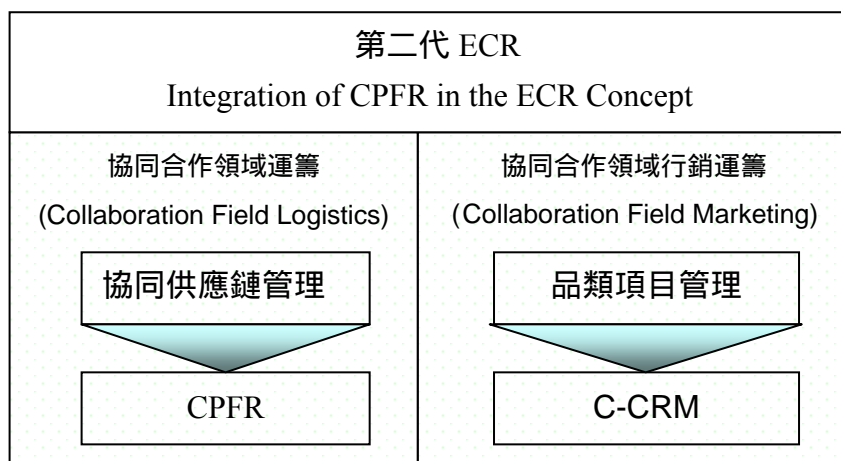 第二代 ECR
Integration of CPFR in the ECR Concept
協同合作領域運籌
(Collaboration Field Logistics)
協同供應鏈管理
CPFR
協同合作領域行銷運籌
(Collaboration Field Marketing)
品類項目管理
C-CRM